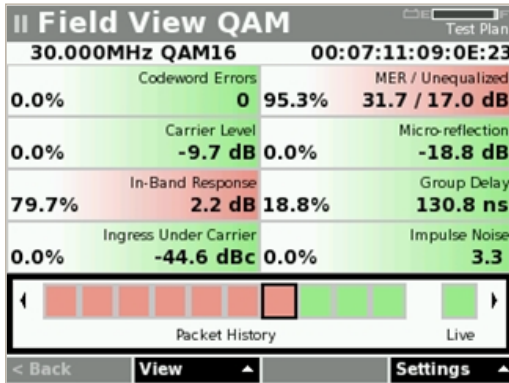 Field View QAM
Test Plan
30.000MHz QAM16 00:07:11:09:0E:23
Codeword Errors
0.0% 0
MER / Unequalized
95.3% 31.7 / 17.0 dB
Carrier Level
0.0% -9.7 dB
Micro-reflection
0.0% -18.8 dB
In-Band Response
79.7% 2.2 dB
Group Delay
18.8% 130.8 ns
Ingress Under Carrier
0.0% -44.6 dBc
Impulse Noise
0.0% 3.3
Packet History
Live
< Back View Settings